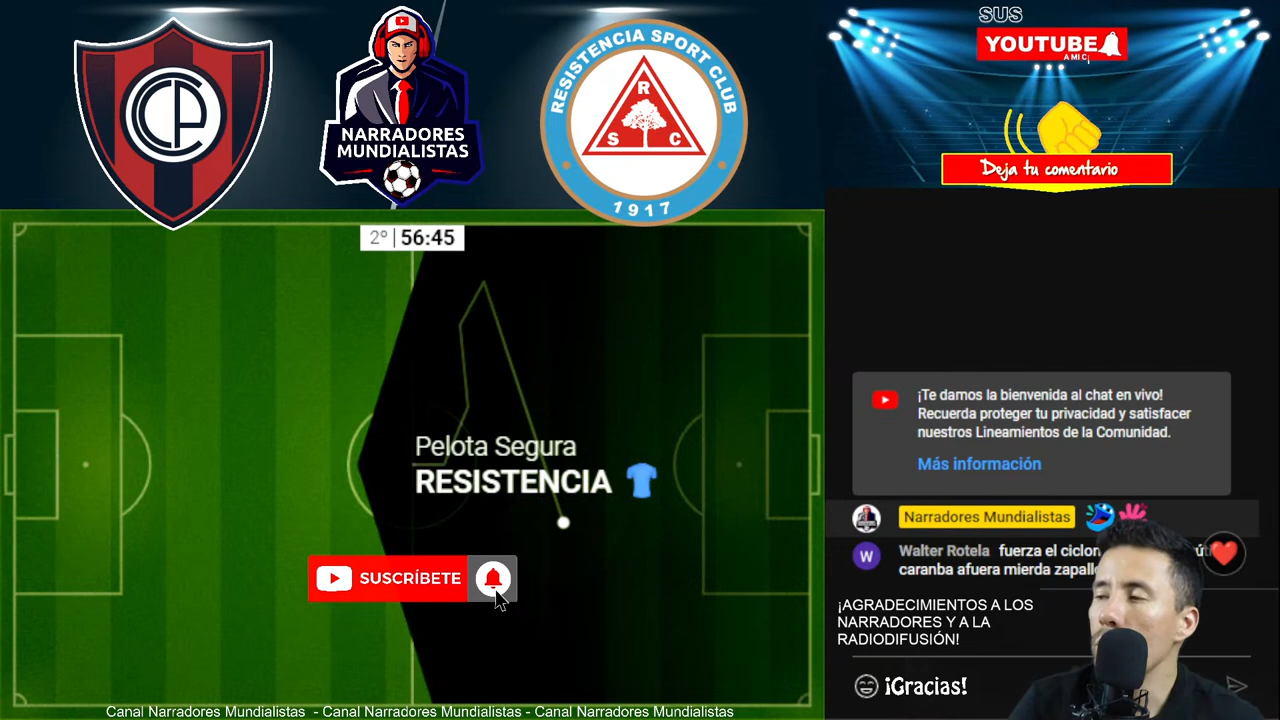 CCP
NARRADORES
MUNDIALISTAS
RESISTENCIA SPORT CLUB
R
S C
1917
SUS
YOUTUBE
A MI C
Deja tu comentario
2º | 56:45
Pelota Segura
RESISTENCIA
SUSCRÍBETE
¡Te damos la bienvenida al chat en vivo!
Recuerda proteger tu privacidad y satisfacer
nuestros Lineamientos de la Comunidad.
Más información
Narradores Mundialistas
W
Walter Rotela fuerza el ciclon
caranba afuera mierda zapall
¡AGRADECIMIENTOS A LOS
NARRADORES Y A LA
RADIODIFUSIÓN!
¡Gracias!
Canal Narradores Mundialistas - Canal Narradores Mundialistas - Canal Narradores Mundialistas